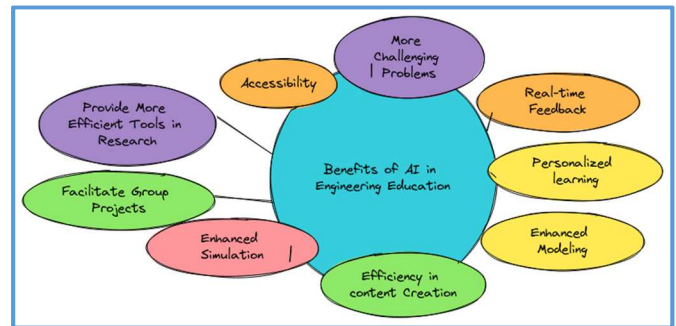 More
Challenging
Problems
Accessibility
Real-time
Feedback
Provide More
Efficient Tools in
Research
Benefits of AI in
Engineering Education
Personalized
learning
Facilitate Group
Projects
Enhanced
Simulation
Enhanced
Modeling
Efficiency in
content Creation